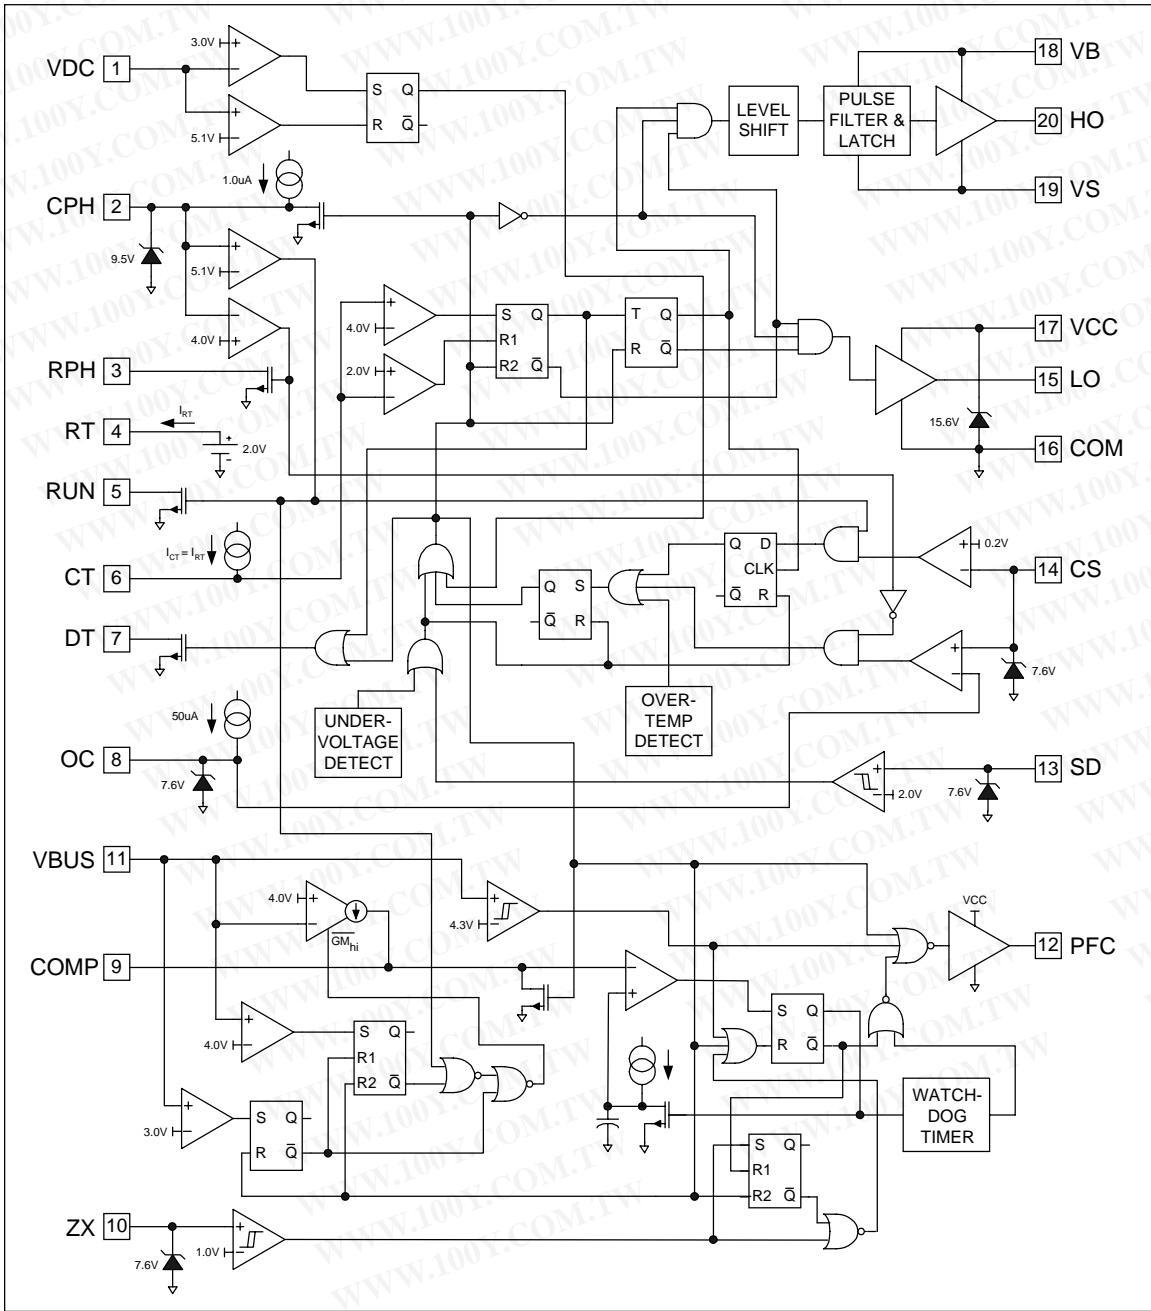 WWW.100Y.COM.TW
3.0V
VDC 1
S Q
R Q̅
5.1V
LEVEL
SHIFT
PULSE
FILTER &
LATCH
18 VB
20 HO
19 VS
1.0uA
CPH 2
9.5V
5.1V
4.0V
RPH 3
4.0V
2.0V
S Q
R1
R2 Q̅
T Q
R Q̅
17 VCC
15 LO
15.6V
16 COM
RT 4
IRT
+
2.0V
-
RUN 5
ICT = IRT
CT 6
Q D
CLK
Q̅ R
Q S
Q̅ R
0.2V
14 CS
7.6V
DT 7
UNDER-
VOLTAGE
DETECT
OVER-
TEMP
DETECT
50uA
OC 8
7.6V
2.0V
7.6V
13 SD
VBUS 11
4.0V
GMhi
4.3V
COMP 9
VCC
12 PFC
4.0V
S Q
R1
R2 Q̅
S Q
R Q̅
3.0V
S Q
R Q̅
WATCH-
DOG
TIMER
S Q
R1
R2 Q̅
ZX 10
1.0V
7.6V